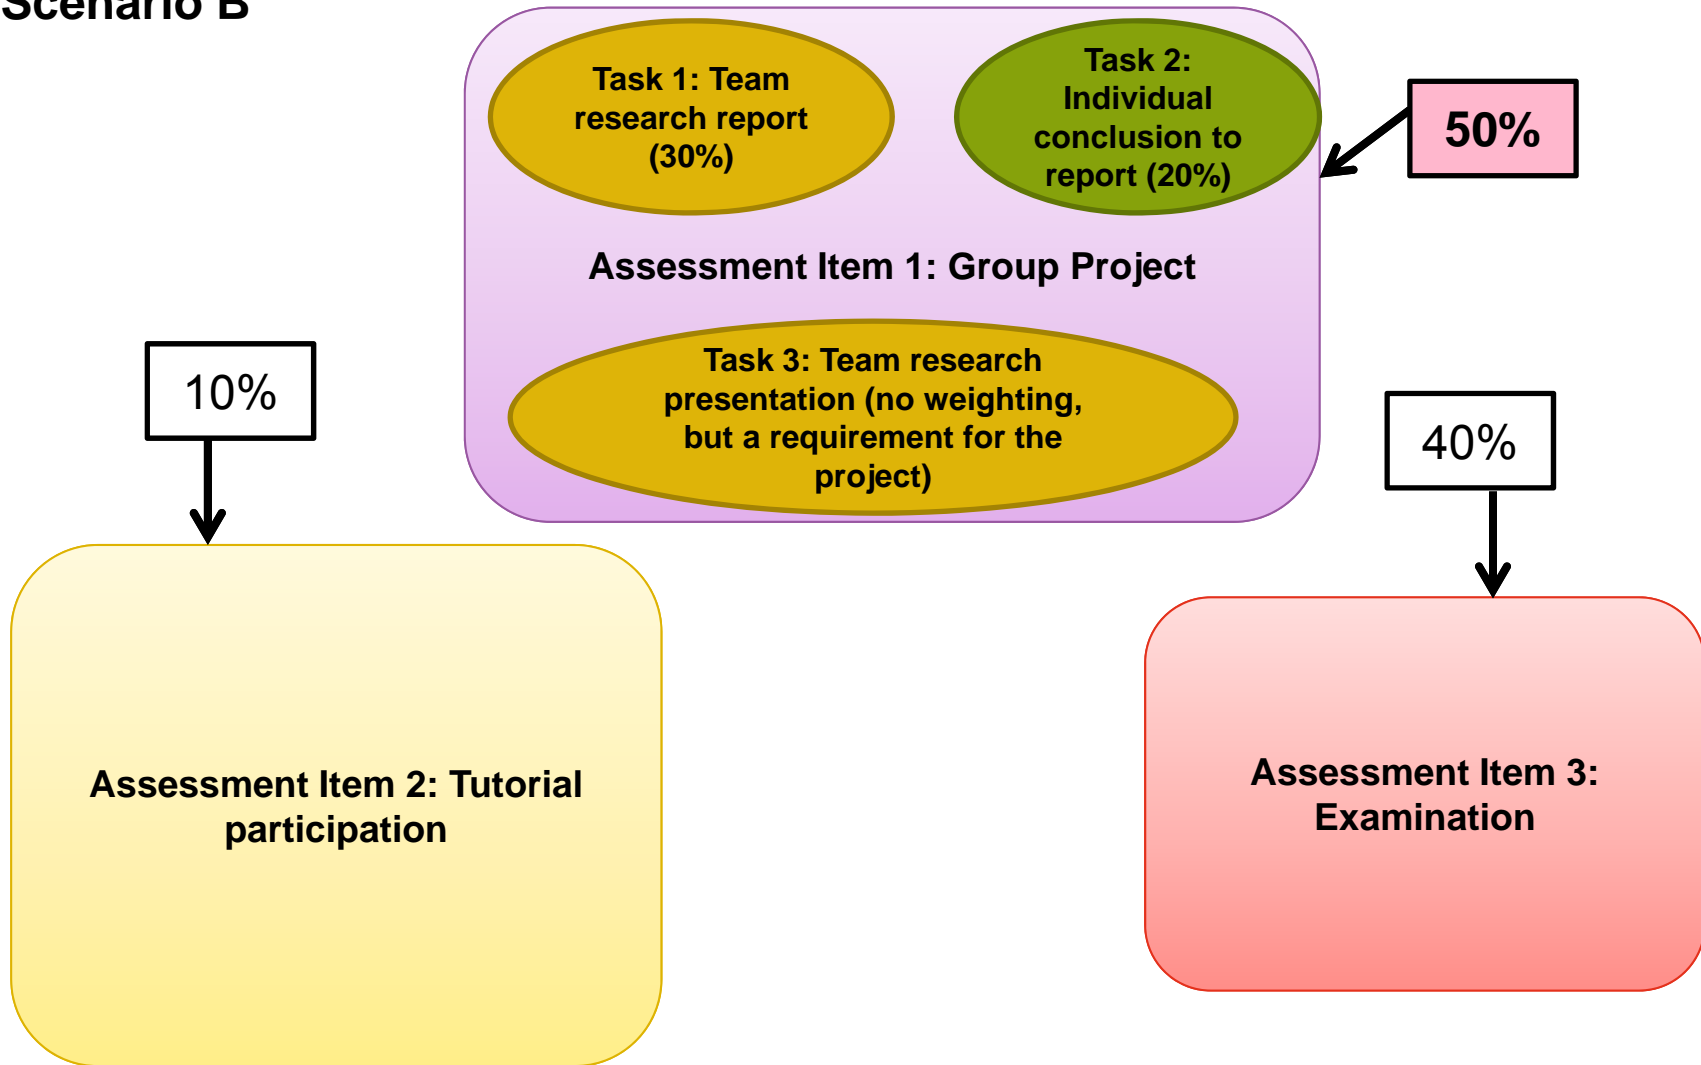 Scenario B
Task 1: Team
research report
(30%)
Task 2:
Individual
conclusion to
report (20%)
50%
Assessment Item 1: Group Project
Task 3: Team research
presentation (no weighting,
but a requirement for the
project)
10%
40%
Assessment Item 2: Tutorial
participation
Assessment Item 3:
Examination